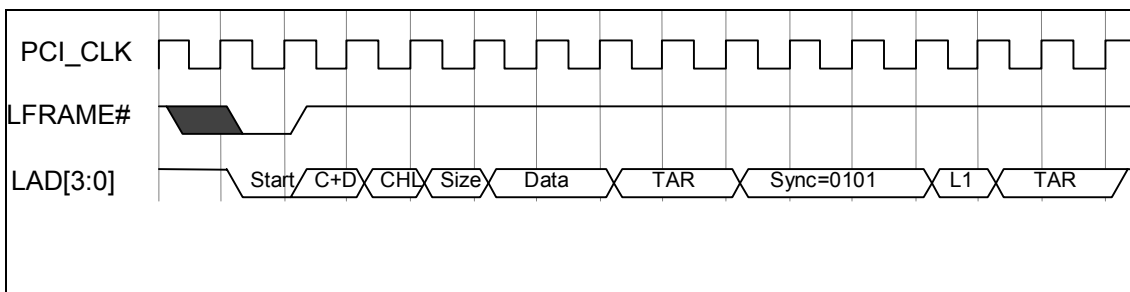 PCI_CLK
LFRAME#
LAD[3:0] Start C+D CHL Size Data TAR Sync=0101 L1 TAR